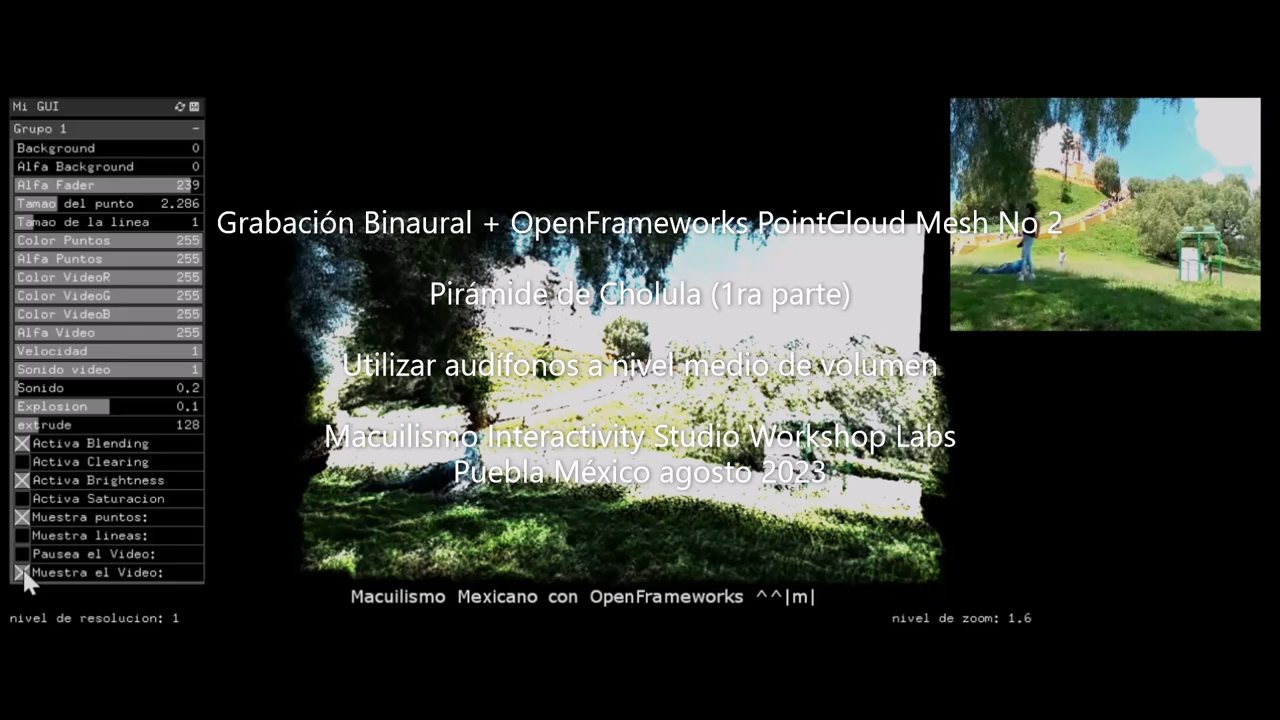 Mi GUI
Grupo 1 -
Background 0
Alfa Background 0
Alfa Fader 239
Tamao del punto 2.286
Tamao de la linea 1
Color Puntos 255
Alfa Puntos 255
Color VideoR 255
Color VideoG 255
Color VideoB 255
Alfa Video 255
Velocidad 1
Sonido video 1
Sonido 0.2
Explosion 0.1
extrude 128
Activa Blending
Activa Clearing
Activa Brightness
Activa Saturacion
Muestra puntos:
Muestra lineas:
Pausea el Video:
Muestra el Video:
nivel de resolucion: 1
Grabación Binaural + OpenFrameworks PointCloud Mesh No 2
Pirámide de Cholula (1ra parte)
Utilizar audífonos a nivel medio de volumen
Macuilismo Interactivity Studio Workshop Labs
Puebla México agosto 2023
Macuilismo Mexicano con OpenFrameworks ^^|m|
nivel de zoom: 1.6